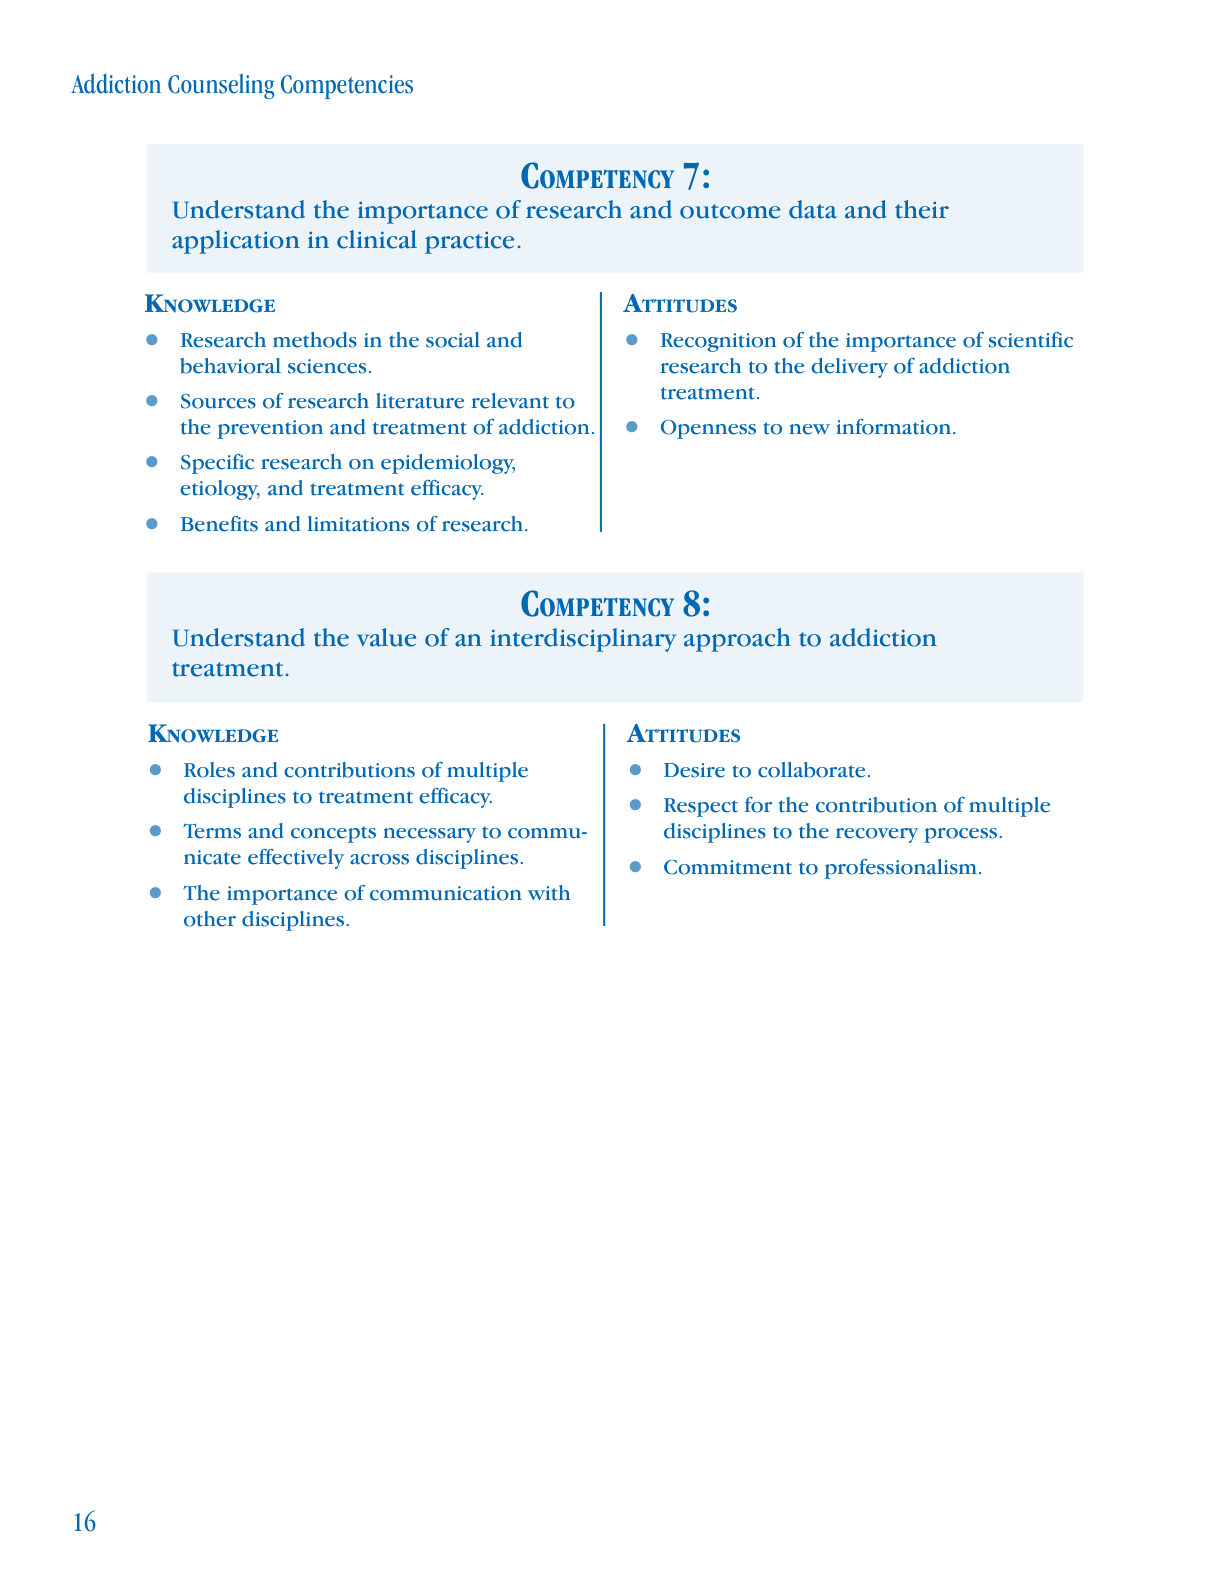 Addiction Counseling Competencies
COMPETENCY 7:
Understand the importance of research and outcome data and their
application in clinical practice.
KNOWLEDGE
● Research methods in the social and
behavioral sciences.
● Sources of research literature relevant to
the prevention and treatment of addiction.
● Specific research on epidemiology,
etiology, and treatment efficacy.
● Benefits and limitations of research.
ATTITUDES
● Recognition of the importance of scientific
research to the delivery of addiction
treatment.
● Openness to new information.
COMPETENCY 8:
Understand the value of an interdisciplinary approach to addiction
treatment.
KNOWLEDGE
● Roles and contributions of multiple
disciplines to treatment efficacy.
● Terms and concepts necessary to commu-
nicate effectively across disciplines.
● The importance of communication with
other disciplines.
ATTITUDES
● Desire to collaborate.
● Respect for the contribution of multiple
disciplines to the recovery process.
● Commitment to professionalism.
16